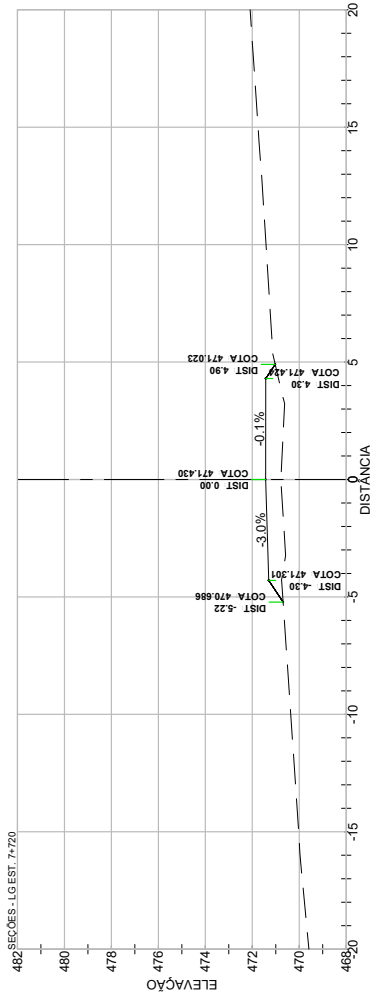 SEÇÕES - LG EST. 7+720
482
480
478
476
474
472
470
468
ELEVAÇÃO
-20
-15
-10
-5
0
5
10
15
20
DISTÂNCIA
DIST -5.22
COTA 470.686
DIST -4.30
COTA 471.301
-3.0%
DIST 0.00
COTA 471.430
-0.1%
DIST 4.30
COTA 471.424
DIST 4.90
COTA 471.023